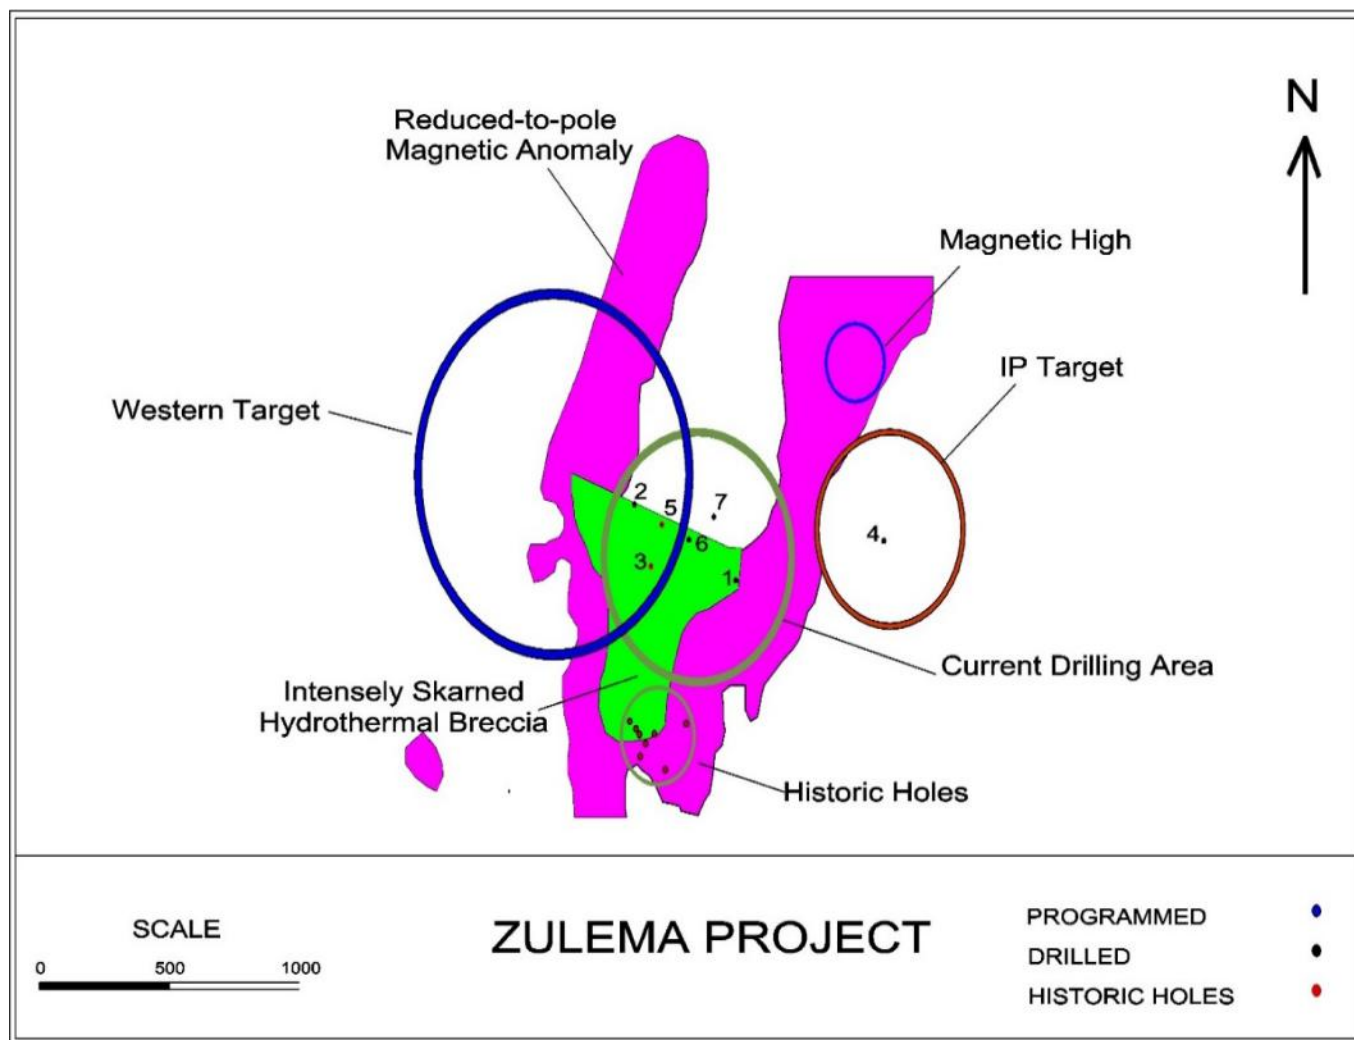 N
Reduced-to-pole
Magnetic Anomaly
Magnetic High
IP Target
Western Target
2
5
7
6
4
3
1
Current Drilling Area
Intensely Skarned
Hydrothermal Breccia
Historic Holes
SCALE
0 500 1000
ZULEMA PROJECT
PROGRAMMED
DRILLED
HISTORIC HOLES